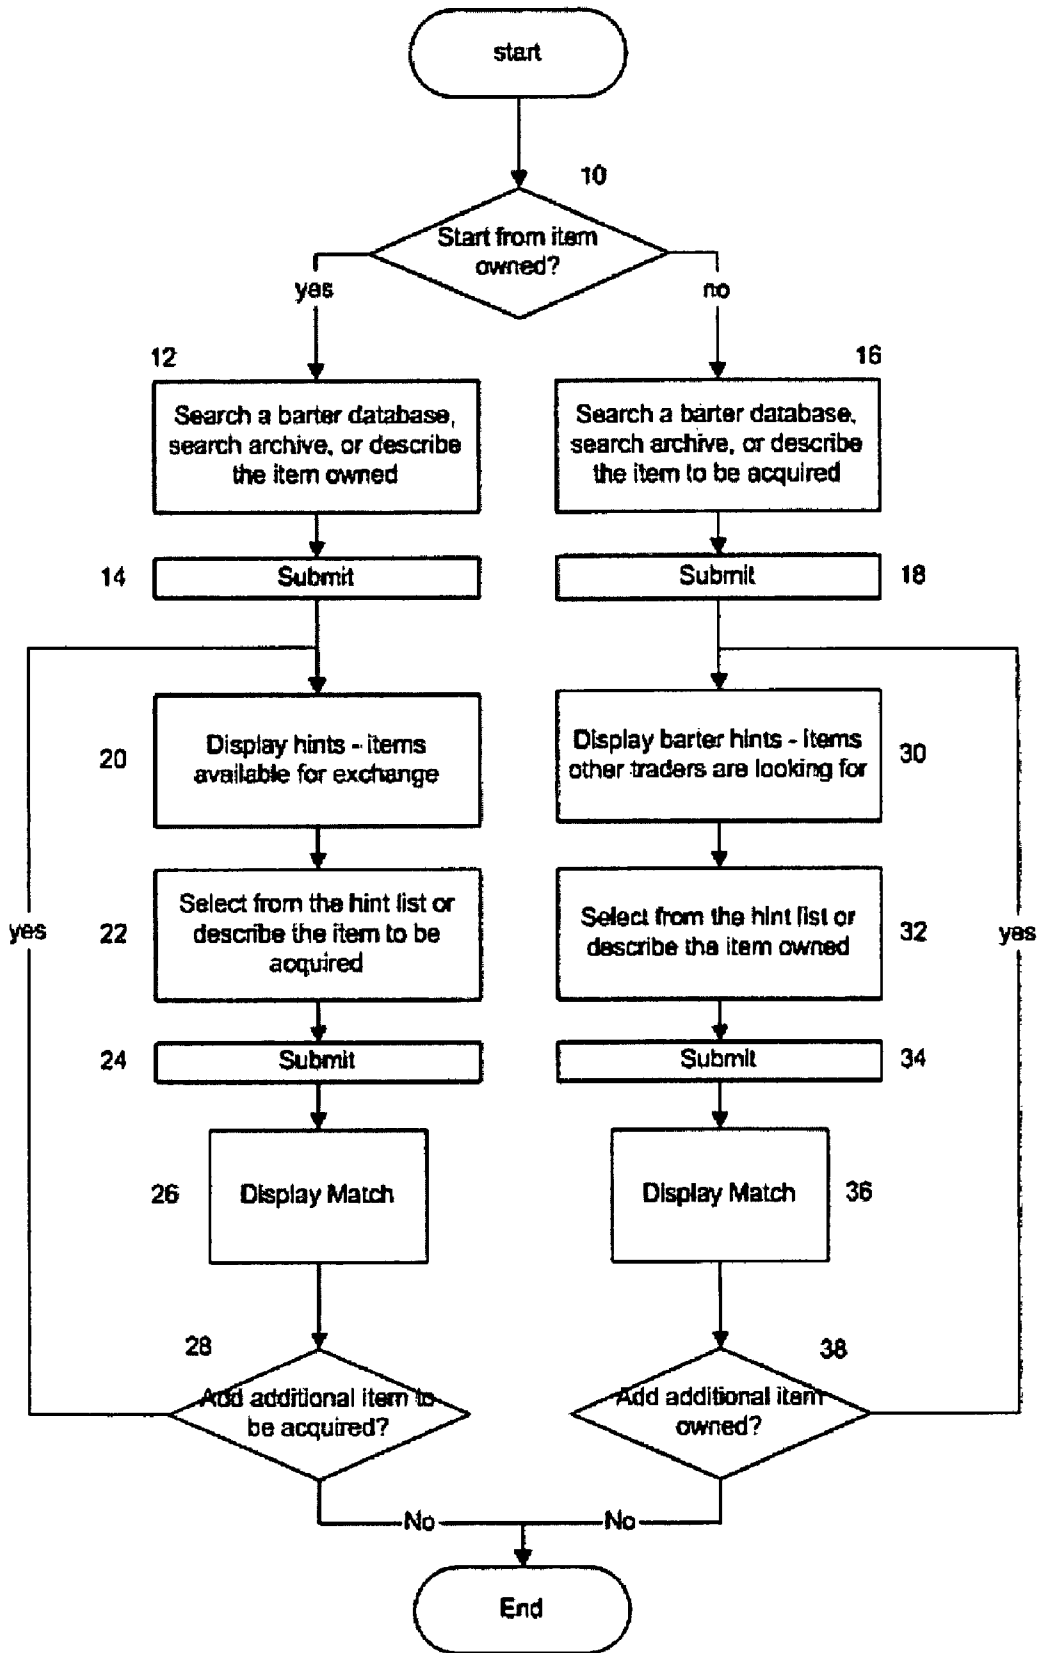 start
10
Start from item
owned?
yes
no
12
16
Search a barter database,
search archive, or describe
the item owned
Search a barter database,
search archive, or describe
the item to be acquired
14
Submit
Submit
18
20
Display hints - items
available for exchange
Display barter hints - items
other traders are looking for
30
yes
22
Select from the hint list or
describe the item to be
acquired
Select from the hint list or
describe the item owned
32
yes
24
Submit
Submit
34
26
Display Match
Display Match
36
28
Add additional item to
be acquired?
38
Add additional item
owned?
No
No
End